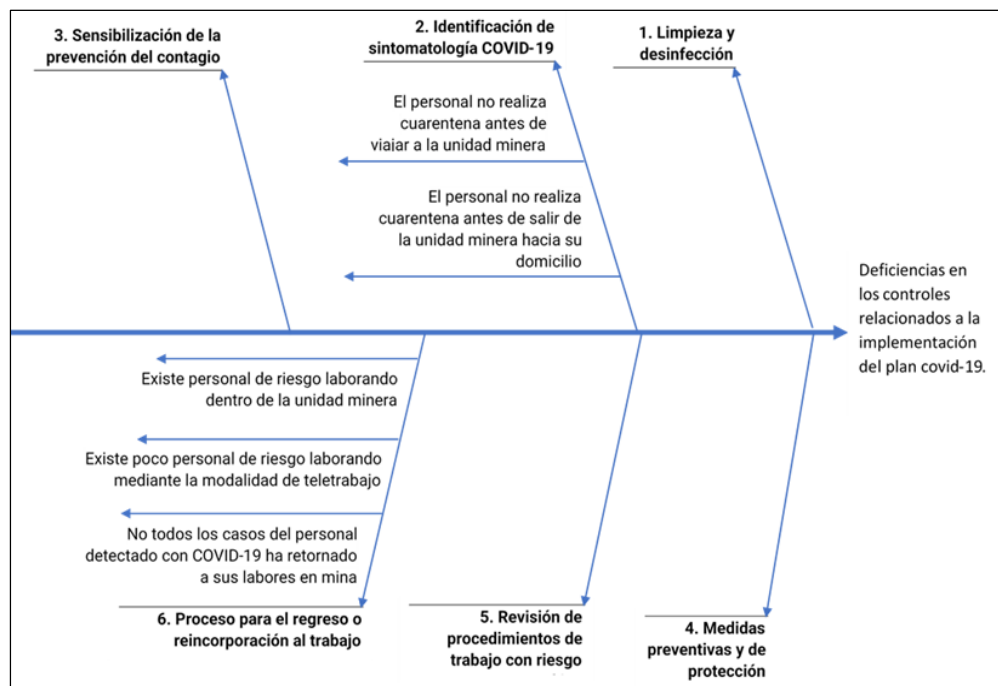 3. Sensibilización de la
prevención del contagio
2. Identificación de
sintomatología COVID-19
1. Limpieza y
desinfección
El personal no realiza
cuarentena antes de
viajar a la unidad minera
El personal no realiza
cuarentena antes de salir de
la unidad minera hacia su
domicilio
Deficiencias en
los controles
relacionados a la
implementación
del plan covid-19.
Existe personal de riesgo laborando
dentro de la unidad minera
Existe poco personal de riesgo laborando
mediante la modalidad de teletrabajo
No todos los casos del personal
detectado con COVID-19 ha retornado
a sus labores en mina
6. Proceso para el regreso o
reincorporación al trabajo
5. Revisión de
procedimientos de
trabajo con riesgo
4. Medidas
preventivas y de
protección